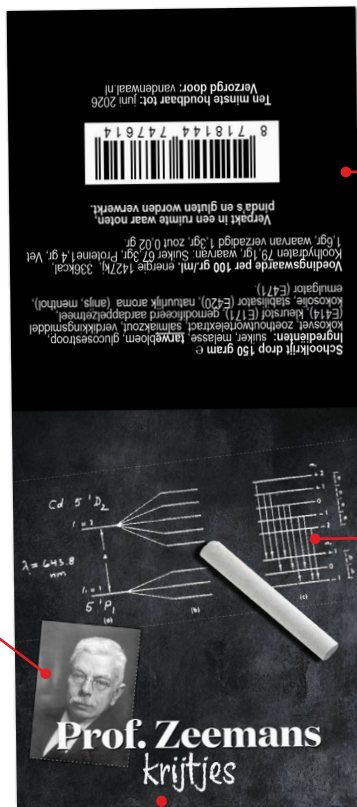 Schoolkrijt drop 150 gram ℮
Ingrediënten: suiker, melasse, tarwebloem, glucosestroop,
kokosvet, zoethoutwortelextract, salmiakzout, verdikkingsmiddel
(E414), kleurstof (E171), gemodificeerd aardappelzetmeel,
kokosolie, stabilisator (E420), natuurlijk aroma (anijs, menthol),
emulgator (E471).
Voedingswaarde per 100 gr/ml. energie 1427kj, 336kcal,
Koolhydraten 79,1gr, waarvan: Suiker 67,3gr, Proteine1,4 gr, Vet
1,6gr, waarvan verzadigd 1,3gr, zout 0,02 gr.
Verpakt in een ruimte waar noten,
pinda's en gluten worden verwerkt.
8 718144 747614
Ten minste houdbaar tot: juni 2026
Verzorgd door: vandenwaal.nl
Cd 5 ¹D₂
λ = 643.8
nm
5 ¹P₁
(a)
(b)
(c)
Prof. Zeemans
krijtjes